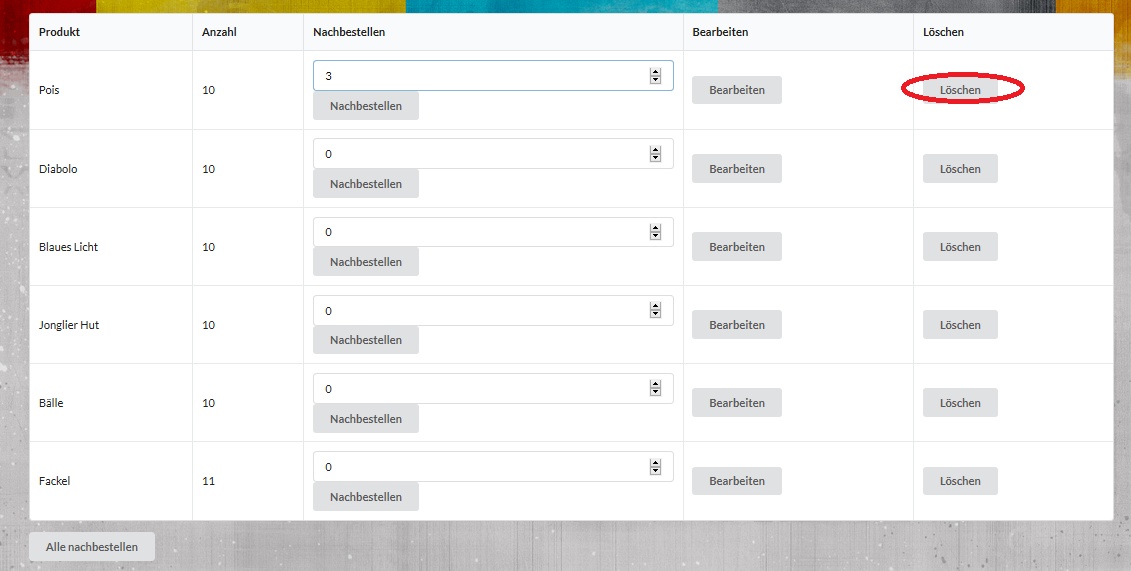 Produkt Anzahl Nachbestellen Bearbeiten Löschen
Pois 10 3 Nachbestellen Bearbeiten Löschen
Diabolo 10 0 Nachbestellen Bearbeiten Löschen
Blaues Licht 10 0 Nachbestellen Bearbeiten Löschen
Jonglier Hut 10 0 Nachbestellen Bearbeiten Löschen
Bälle 10 0 Nachbestellen Bearbeiten Löschen
Fackel 11 0 Nachbestellen Bearbeiten Löschen
Alle nachbestellen